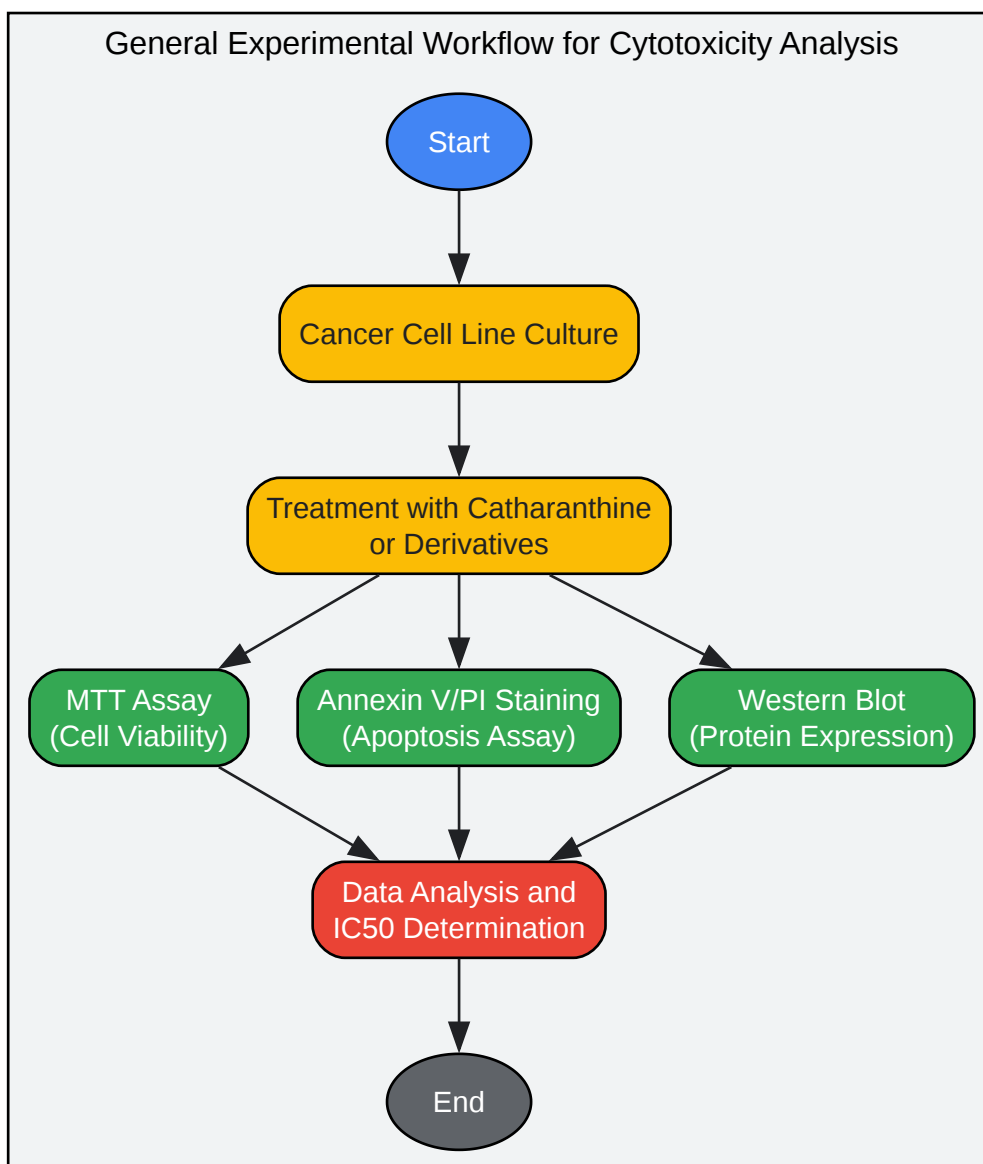 General Experimental Workflow for Cytotoxicity Analysis
Start
Cancer Cell Line Culture
Treatment with Catharanthine
or Derivatives
MTT Assay
(Cell Viability)
Annexin V/PI Staining
(Apoptosis Assay)
Western Blot
(Protein Expression)
Data Analysis and
IC50 Determination
End